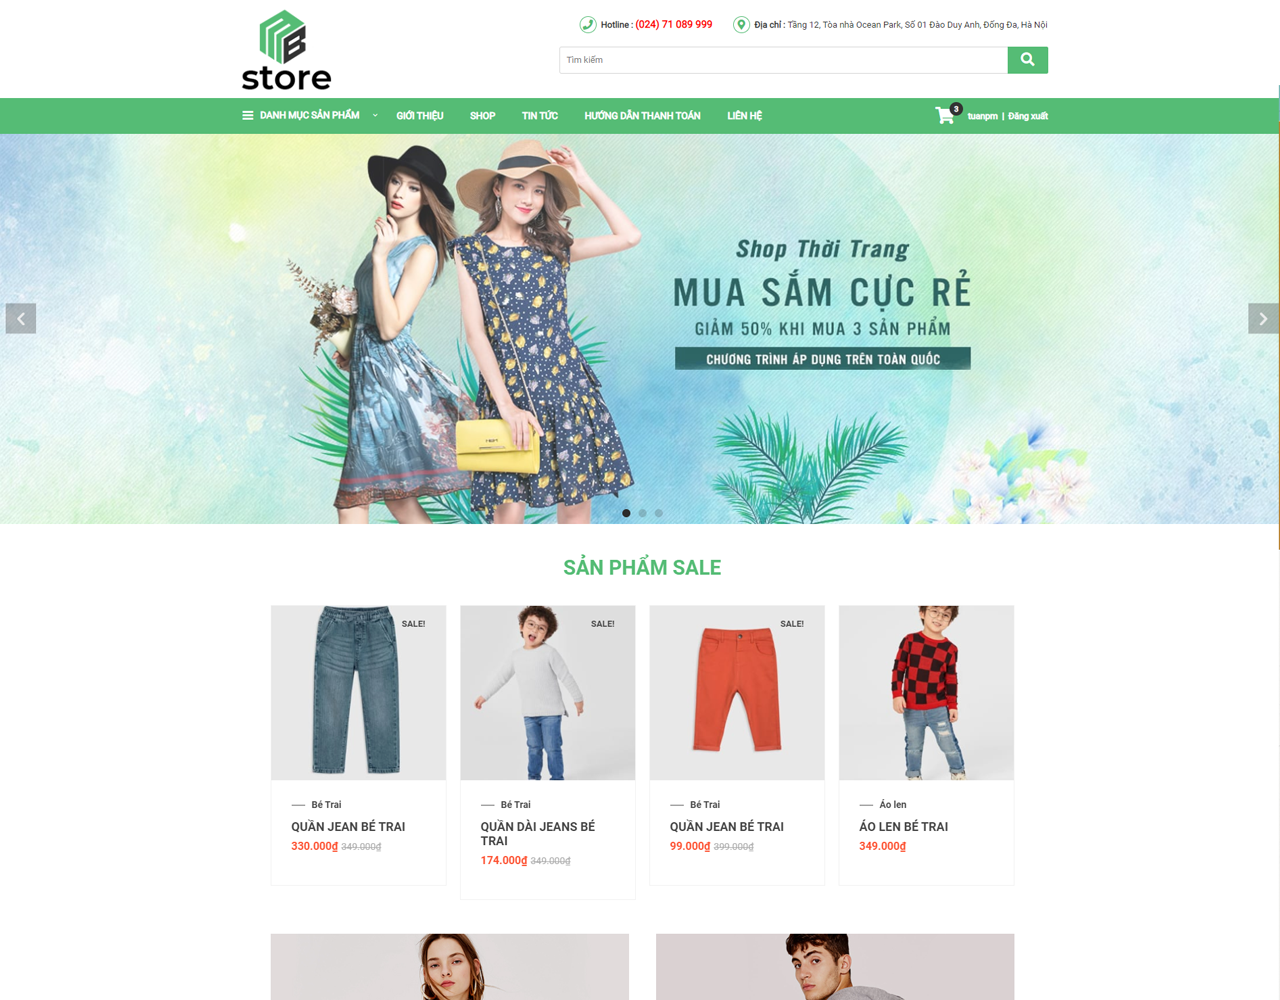 store
Hotline : (024) 71 089 999
Địa chỉ : Tầng 12, Tòa nhà Ocean Park, Số 01 Đào Duy Anh, Đống Đa, Hà Nội
Tìm kiếm
DANH MỤC SẢN PHẨM
GIỚI THIỆU
SHOP
TIN TỨC
HƯỚNG DẪN THANH TOÁN
LIÊN HỆ
3
tuanpm | Đăng xuất
Shop Thời Trang
MUA SẮM CỰC RẺ
GIẢM 50% KHI MUA 3 SẢN PHẨM
CHƯƠNG TRÌNH ÁP DỤNG TRÊN TOÀN QUỐC
SẢN PHẨM SALE
SALE!
Bé Trai
QUẦN JEAN BÉ TRAI
330.000₫ 349.000₫
SALE!
Bé Trai
QUẦN DÀI JEANS BÉ
TRAI
174.000₫ 349.000₫
SALE!
Bé Trai
QUẦN JEAN BÉ TRAI
99.000₫ 399.000₫
Áo len
ÁO LEN BÉ TRAI
349.000₫